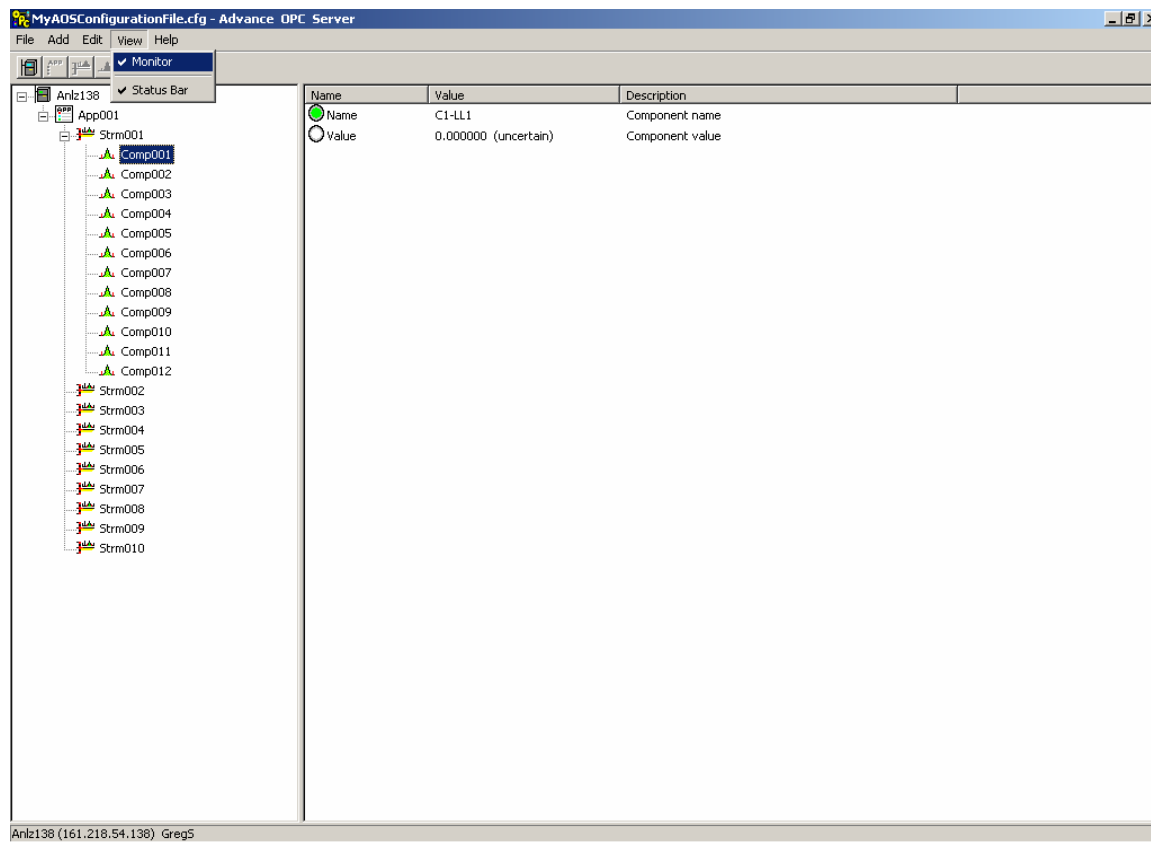 MyAOSConfigurationFile.cfg - Advance OPC Server
File Add Edit View Help
Monitor
Status Bar
Anlz138
App001
Strm001
Comp001
Comp002
Comp003
Comp004
Comp005
Comp006
Comp007
Comp008
Comp009
Comp010
Comp011
Comp012
Strm002
Strm003
Strm004
Strm005
Strm006
Strm007
Strm008
Strm009
Strm010
Name Value Description
Name C1-LL1 Component name
Value 0.000000 (uncertain) Component value
Anlz138 (161.218.54.138) GregS